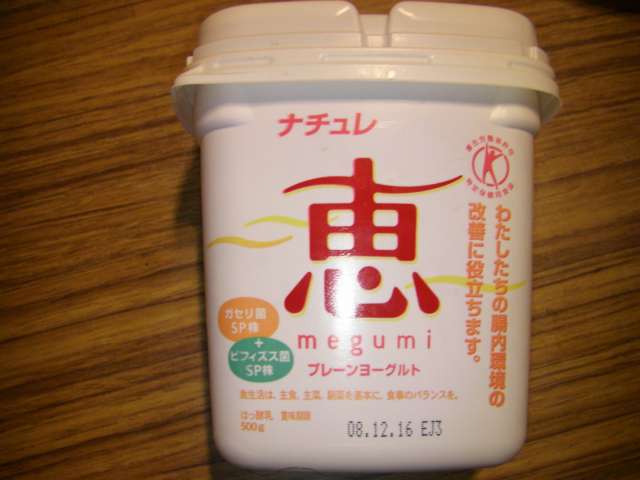 ナチュレ
恵
megumi
プレーンヨーグルト
わたしたちの腸内環境の
改善に役立ちます。
ガセリ菌
SP株
+
ビフィズス菌
SP株
食生活は、主食、主菜、副菜を基本に、食事のバランスを。
はっ酵乳 賞味期限
500g
08.12.16 EJ3